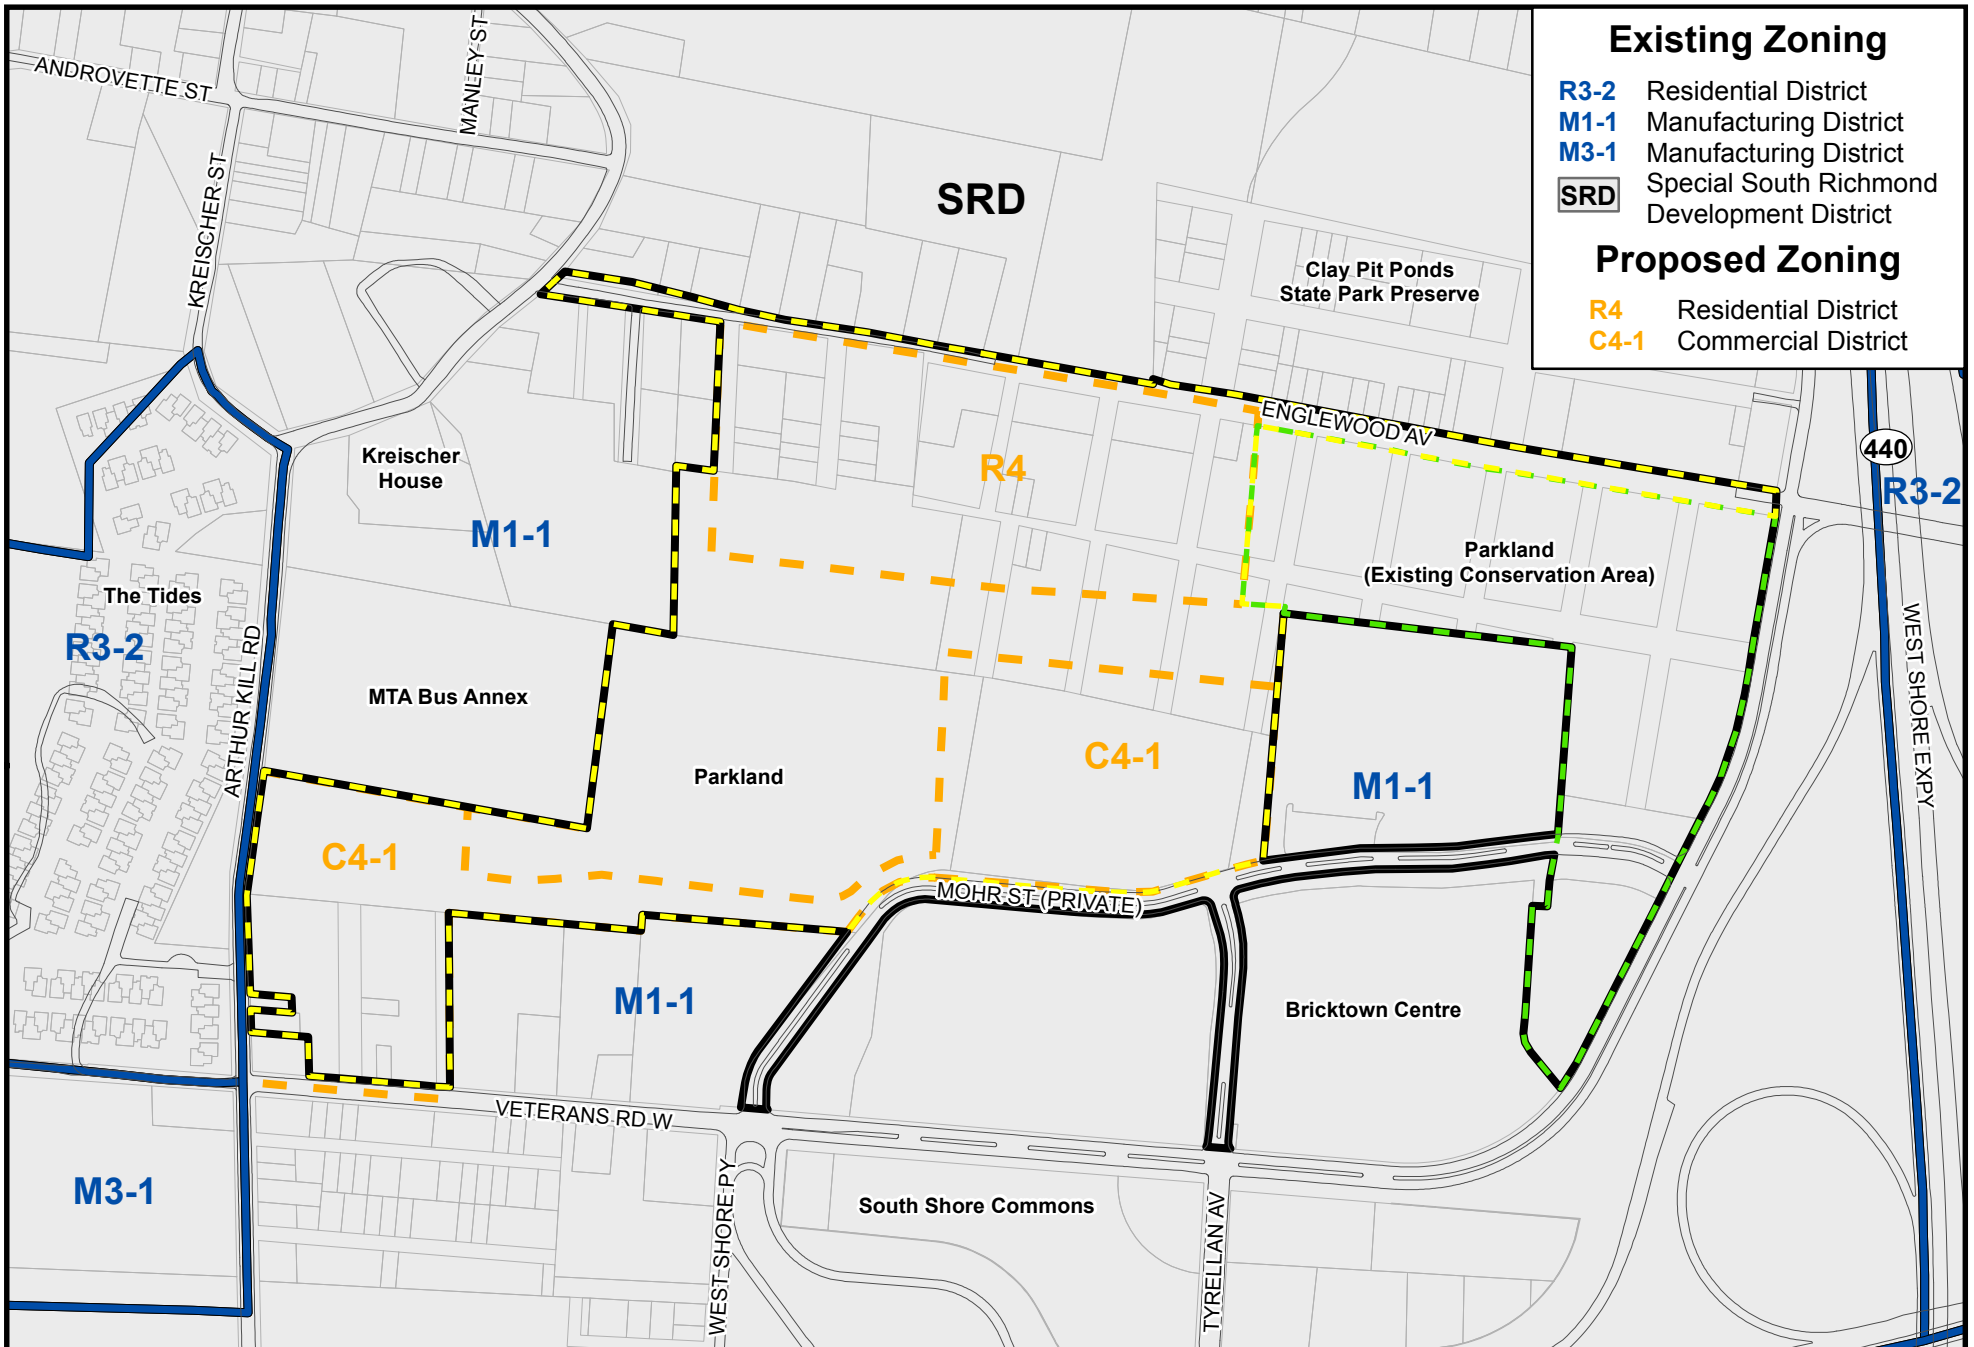 Existing Zoning
R3-2 Residential District
M1-1 Manufacturing District
M3-1 Manufacturing District
SRD Special South Richmond
Development District
Proposed Zoning
R4 Residential District
C4-1 Commercial District
ANDROVETTE ST
MANLEY ST
KREISCHER ST
SRD
Clay Pit Ponds
State Park Preserve
ENGLEWOOD AV
440
R3-2
Kreischer
House
R4
M1-1
Parkland
(Existing Conservation Area)
The Tides
R3-2
ARTHUR KILL RD
WEST SHORE EXPY
MTA Bus Annex
Parkland
C4-1
M1-1
C4-1
MOHR ST (PRIVATE)
M1-1
Bricktown Centre
VETERANS RD W
M3-1
WEST SHORE PY
South Shore Commons
TYRELLAN AV